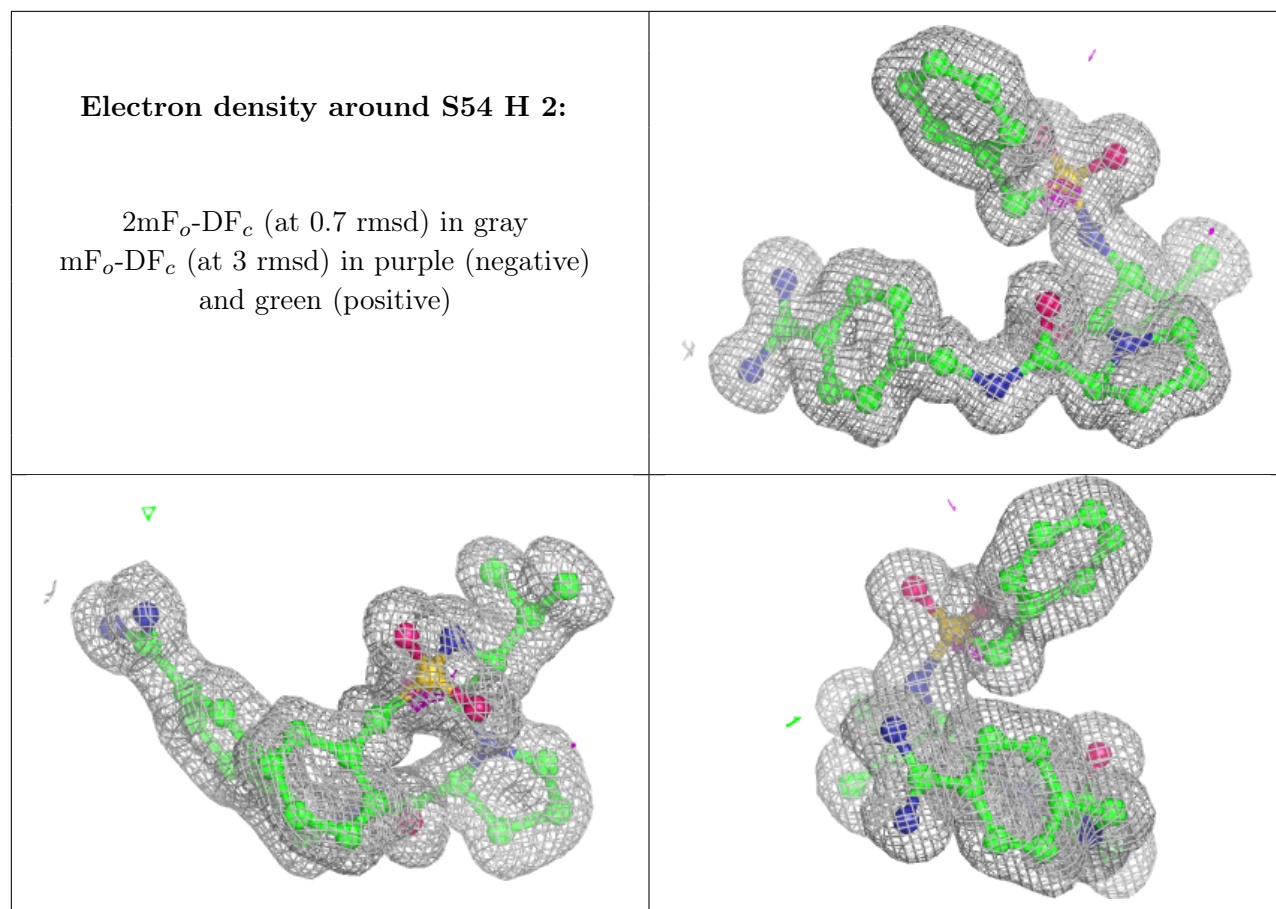 Electron density around S54 H 2:
2mFo-DFc (at 0.7 rmsd) in gray
mFo-DFc (at 3 rmsd) in purple (negative)
and green (positive)